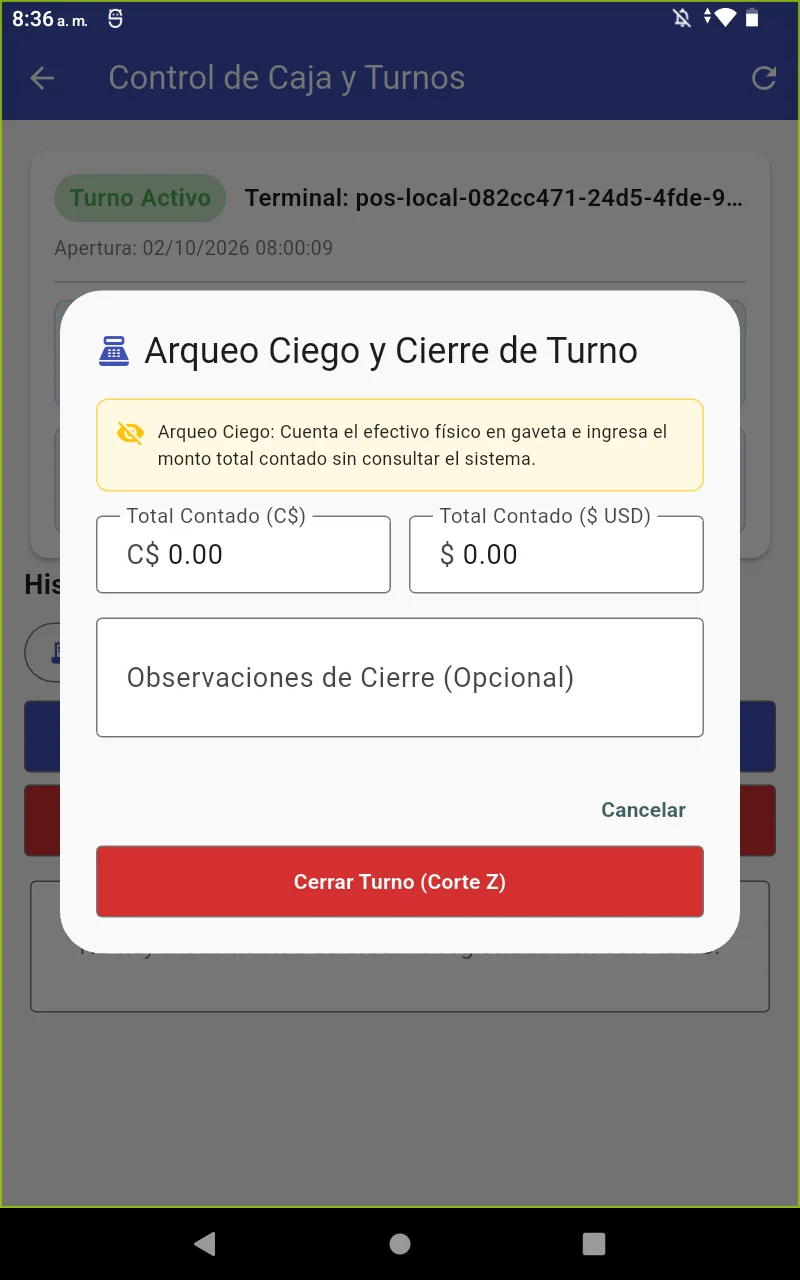 8:36 a. m.
Control de Caja y Turnos
Turno Activo
Terminal: pos-local-082cc471-24d5-4fde-9...
Apertura: 02/10/2026 08:00:09
Arqueo Ciego y Cierre de Turno
Arqueo Ciego: Cuenta el efectivo físico en gaveta e ingresa el
monto total contado sin consultar el sistema.
Total Contado (C$)
Total Contado ($ USD)
C$ 0.00
$ 0.00
His
Observaciones de Cierre (Opcional)
Cancelar
Cerrar Turno (Corte Z)